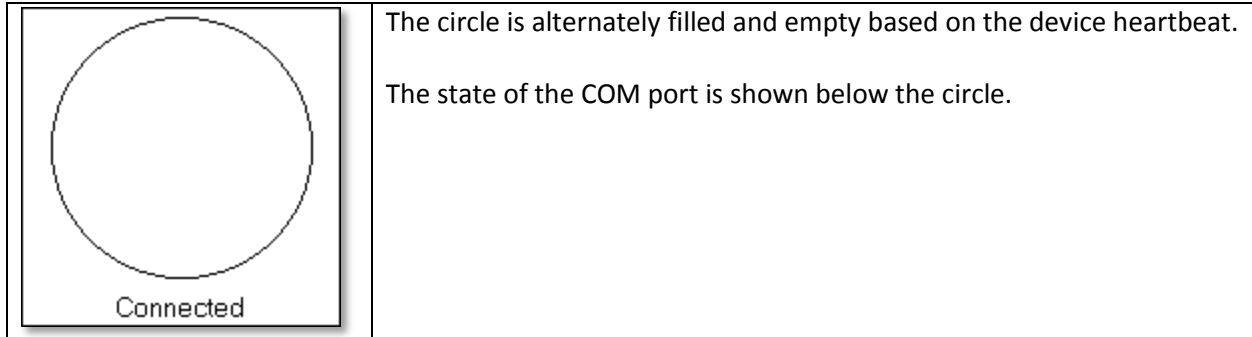 The circle is alternately filled and empty based on the device heartbeat.
The state of the COM port is shown below the circle.
Connected